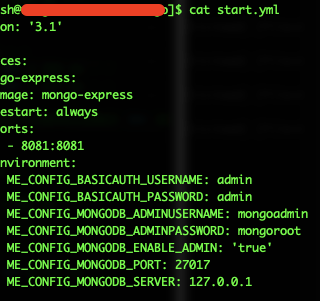 sh@ o]$ cat start.yml
on: '3.1'
ces:
go-express:
mage: mongo-express
estart: always
orts:
- 8081:8081
nvironment:
ME_CONFIG_BASICAUTH_USERNAME: admin
ME_CONFIG_BASICAUTH_PASSWORD: admin
ME_CONFIG_MONGODB_ADMINUSERNAME: mongoadmin
ME_CONFIG_MONGODB_ADMINPASSWORD: mongoroot
ME_CONFIG_MONGODB_ENABLE_ADMIN: 'true'
ME_CONFIG_MONGODB_PORT: 27017
ME_CONFIG_MONGODB_SERVER: 127.0.0.1